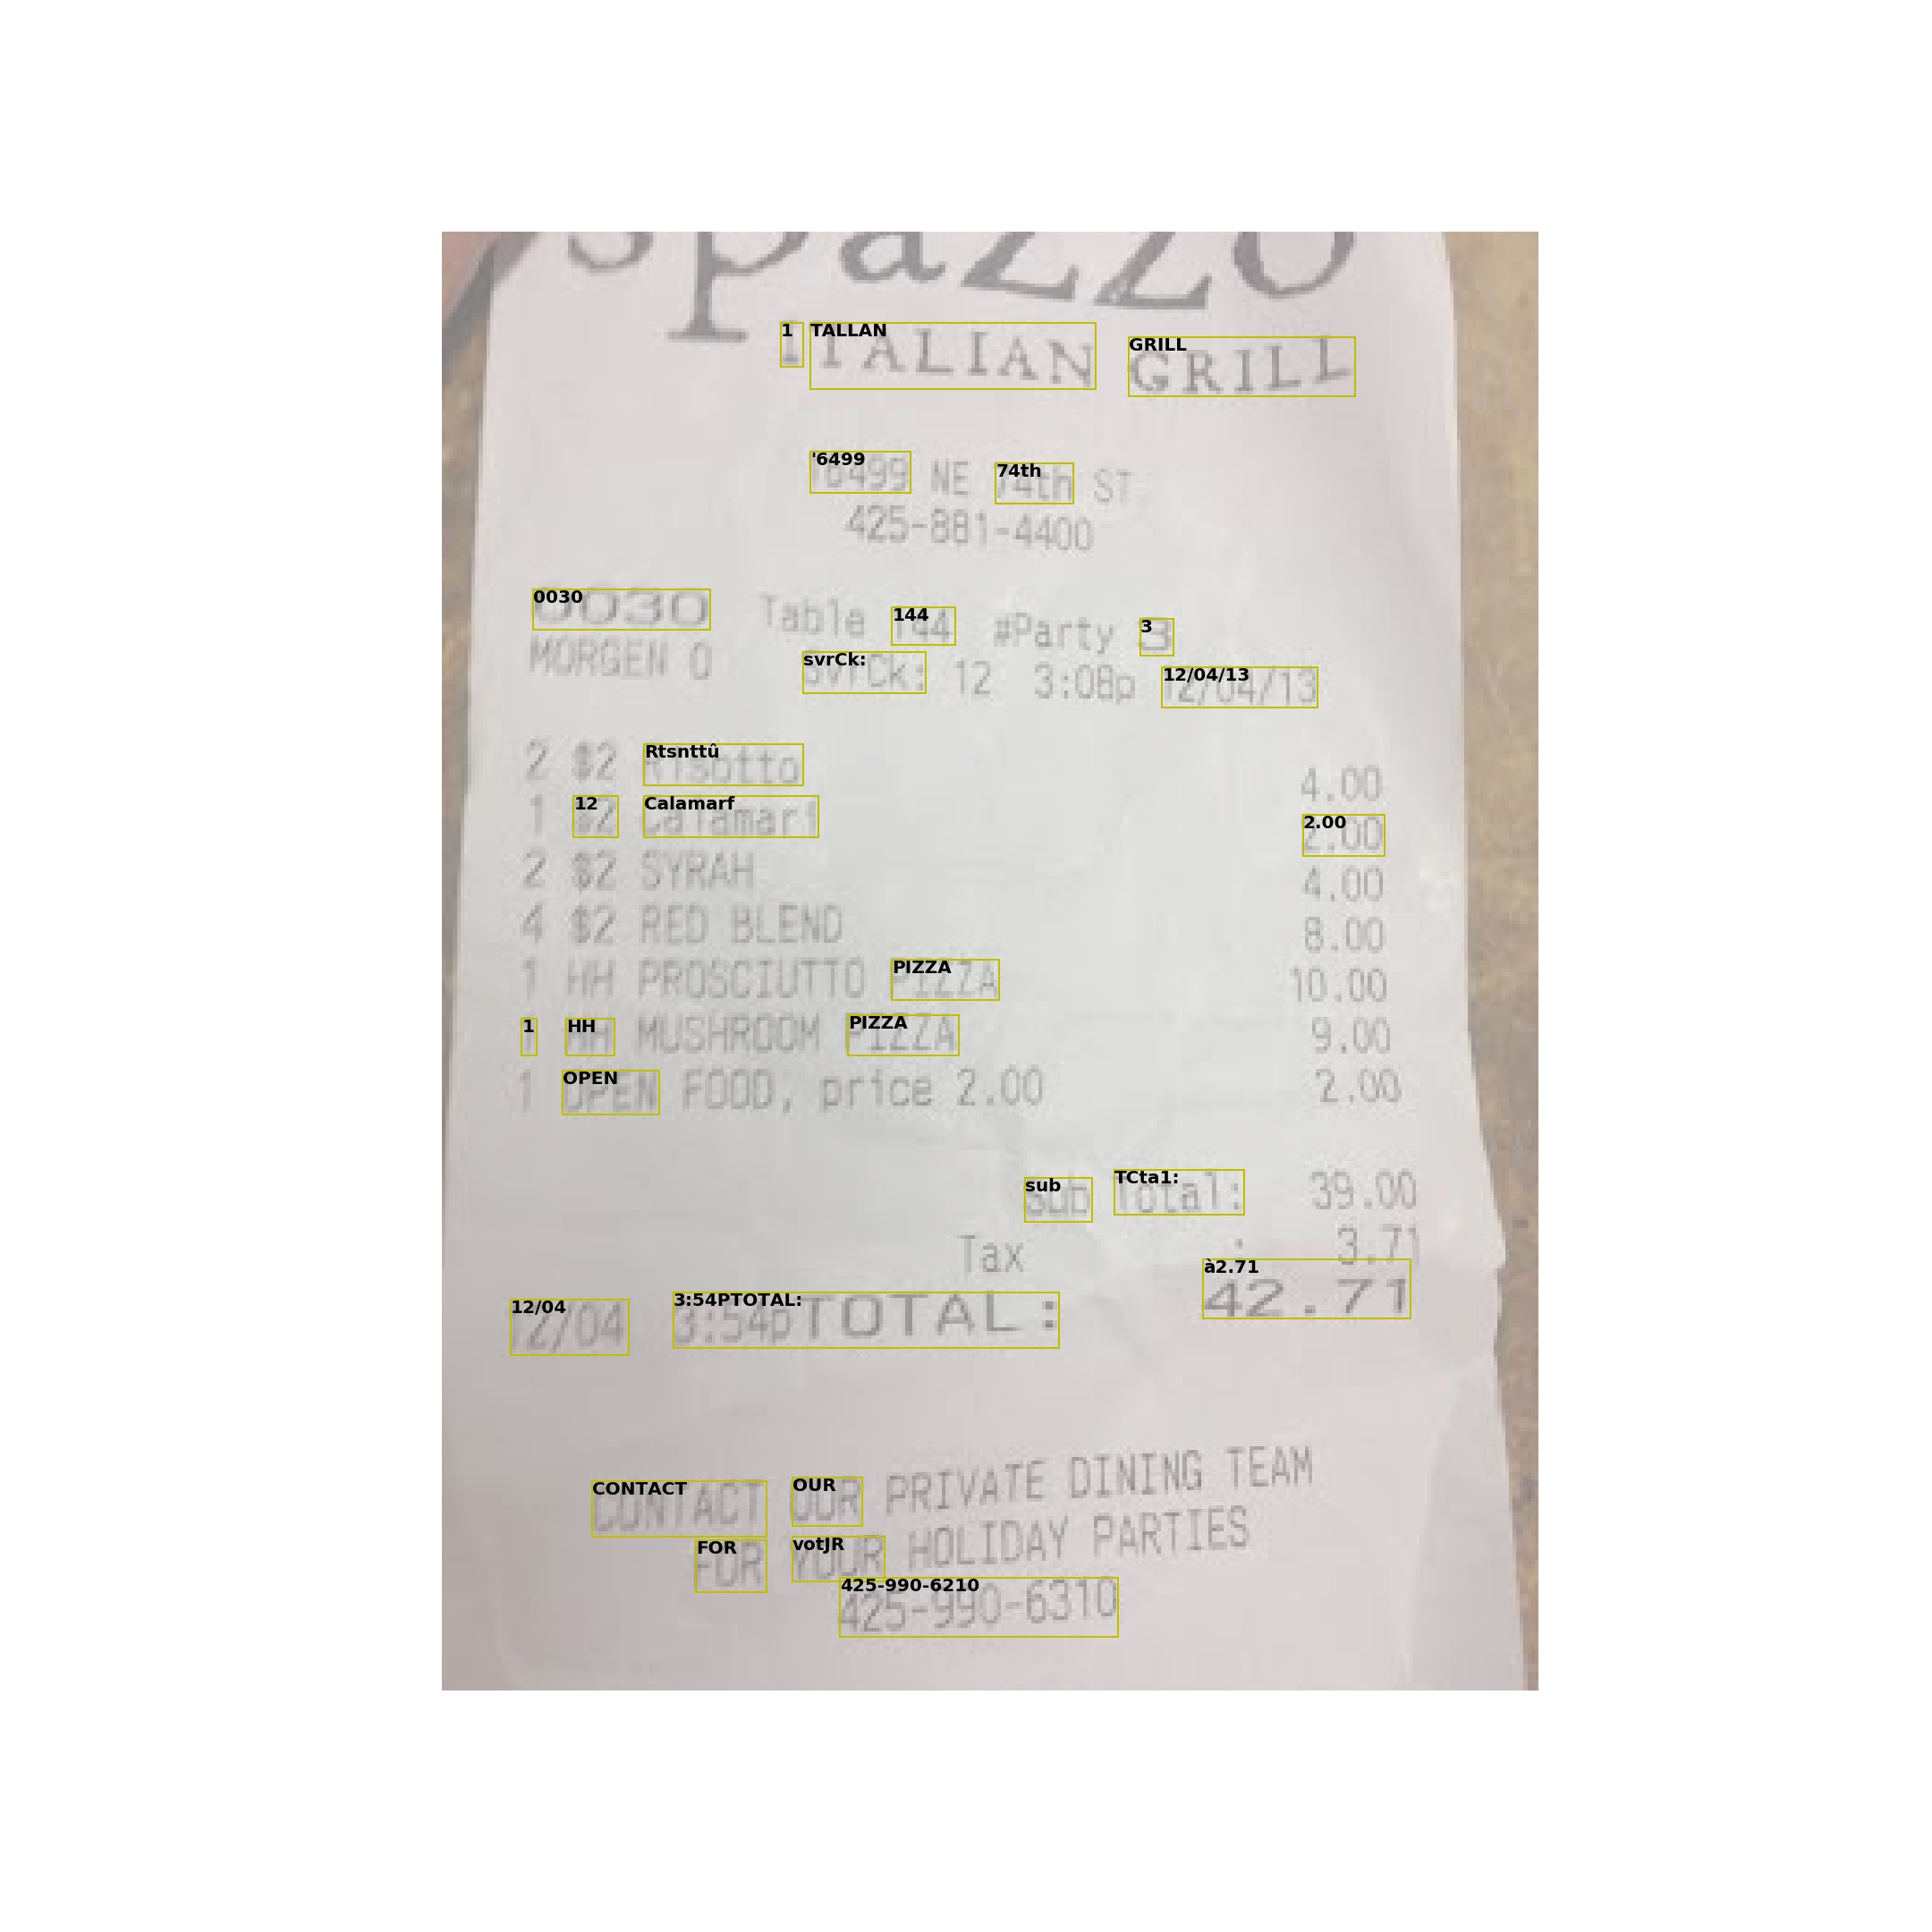 spazzo
ITALIAN GRILL
16499 NE 74th ST.
425-881-4400
0030 Table 144 #Party 3
MORGEN O SvrCk: 12 3:08p 12/04/13
2 $2 Risotto 4.00
1 $2 Calamari 2.00
2 $2 SYRAH 4.00
4 $2 RED BLEND 8.00
1 HH PROSCIUTTO PIZZA 10.00
1 HH MUSHROOM PIZZA 9.00
1 OPEN FOOD, price 2.00 2.00
Sub Total: 39.00
Tax : 3.71
12/04 3:54pTOTAL: 42.71
CONTACT OUR PRIVATE DINING TEAM
FOR YOUR HOLIDAY PARTIES
425-990-6310